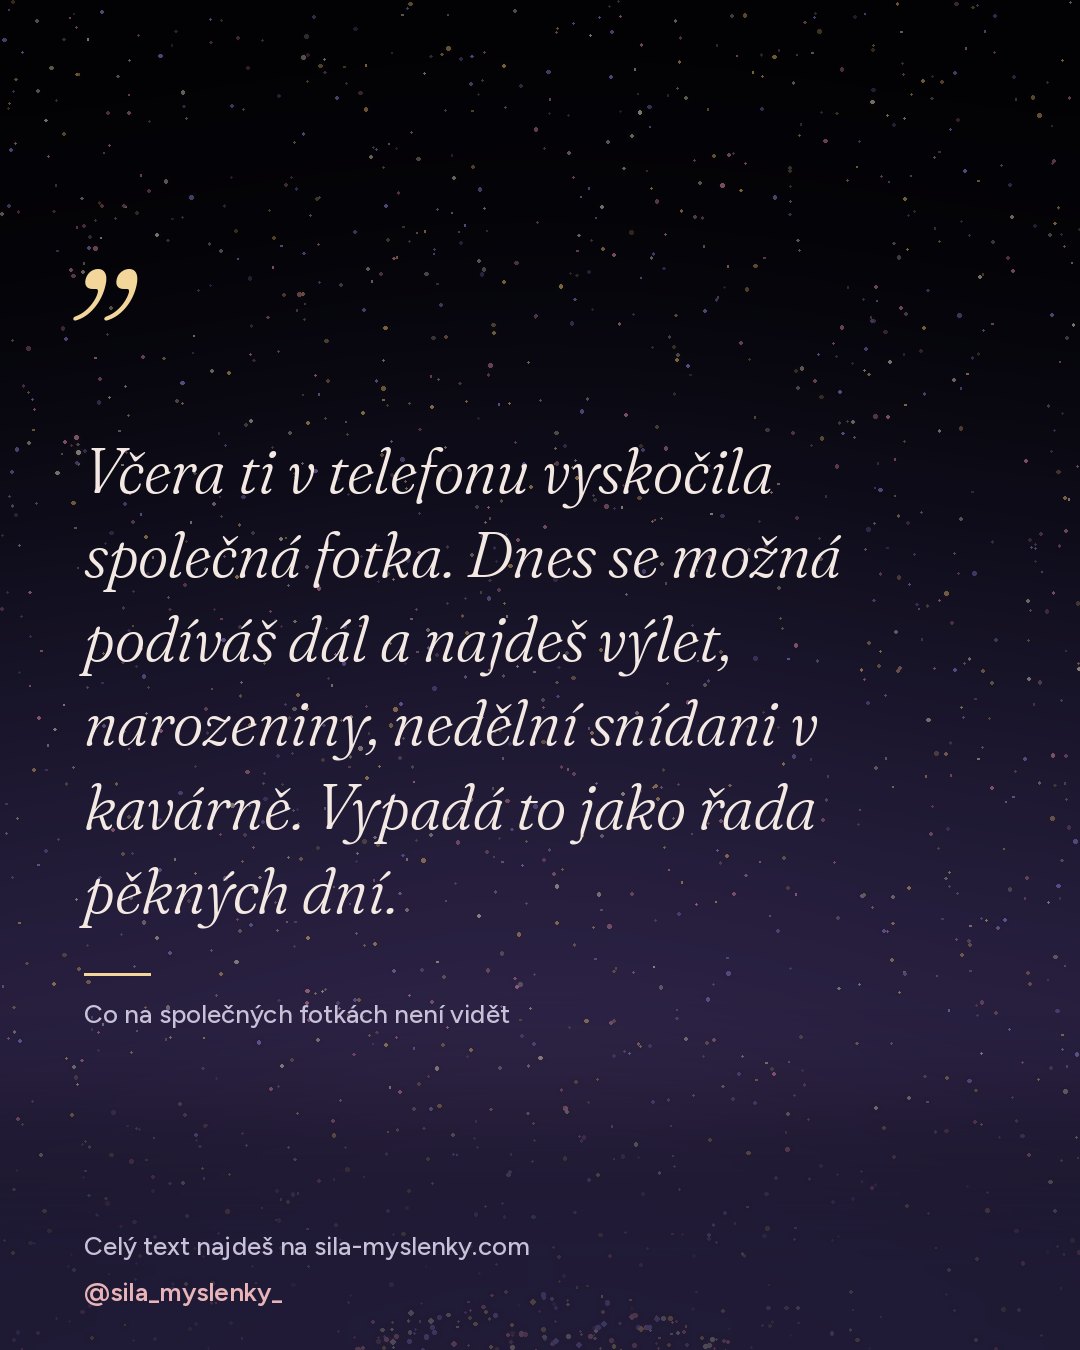 ”
Včera ti v telefonu vyskočila
společná fotka. Dnes se možná
podíváš dál a najdeš výlet,
narozeniny, nedělní snídani v
kavárně. Vypadá to jako řada
pěkných dní.
Co na společných fotkách není vidět
Celý text najdeš na sila-myslenky.com
@sila_myslenky_